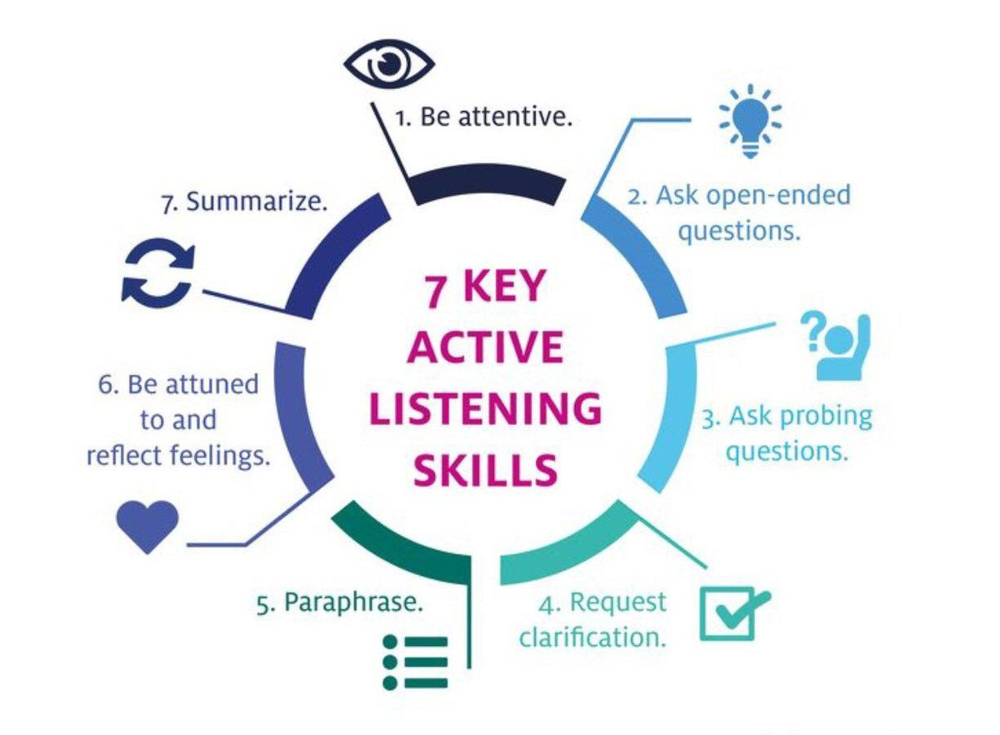 7 KEY
ACTIVE
LISTENING
SKILLS
1. Be attentive.
2. Ask open-ended
questions.
3. Ask probing
questions.
4. Request
clarification.
5. Paraphrase.
6. Be attuned
to and
reflect feelings.
7. Summarize.
?